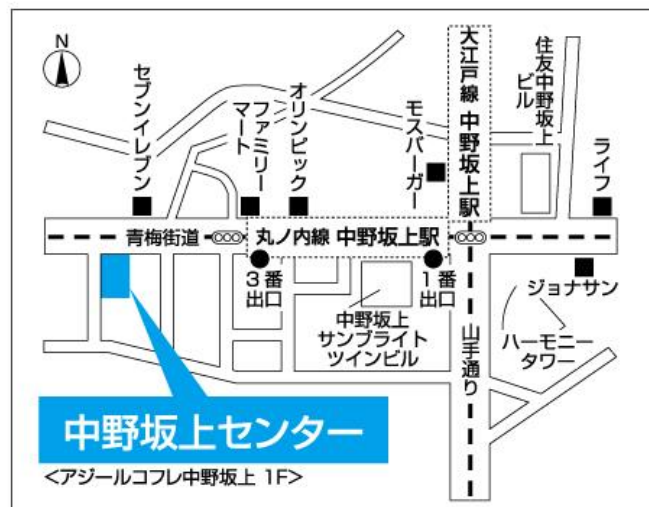 N
セブンイレブン
ファミリー
マート
オリンピック
モスバーガー
大江戸線 中野坂上駅
住友中野坂上
ビル
ライフ
青梅街道
丸ノ内線 中野坂上駅
3番
出口
1番
出口
中野坂上
サンブライト
ツインビル
山手通り
ジョナサン
ハーモニー
タワー
中野坂上センター
<アジールコフレ中野坂上 1F>